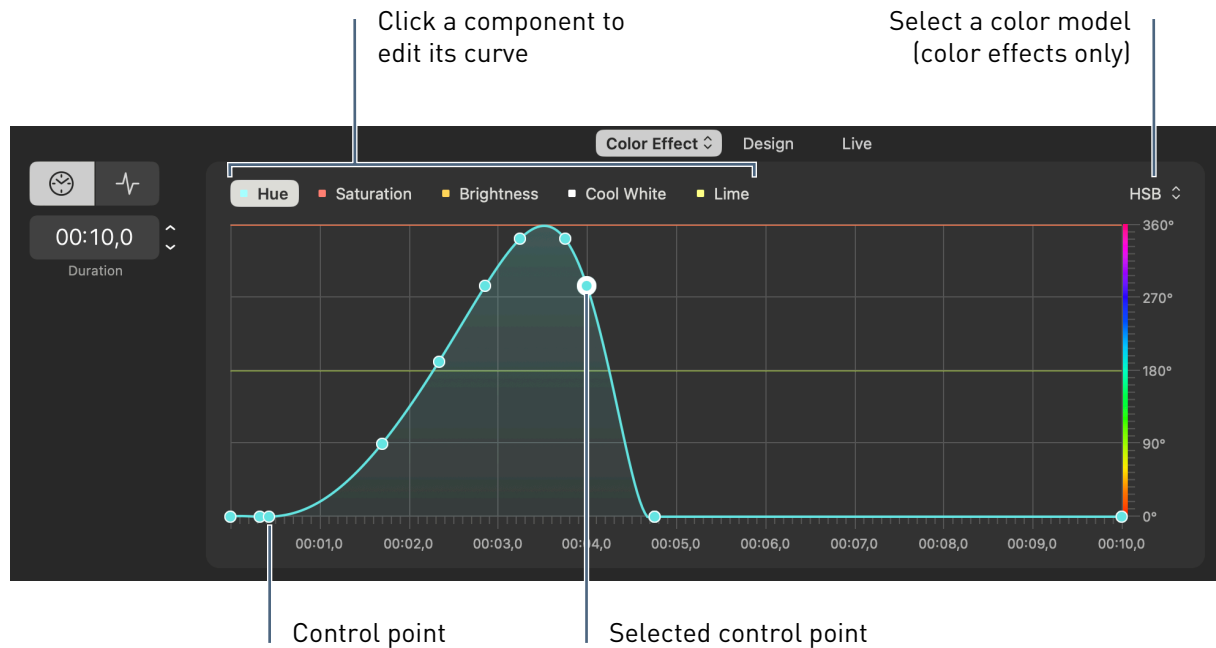 Click a component to
edit its curve
Select a color model
(color effects only)
Color Effect
Design
Live
Hue
Saturation
Brightness
Cool White
Lime
HSB
00:10,0
Duration
360°
270°
180°
90°
0°
00:01,0
00:02,0
00:03,0
00:04,0
00:05,0
00:06,0
00:07,0
00:08,0
00:09,0
00:10,0
Control point
Selected control point